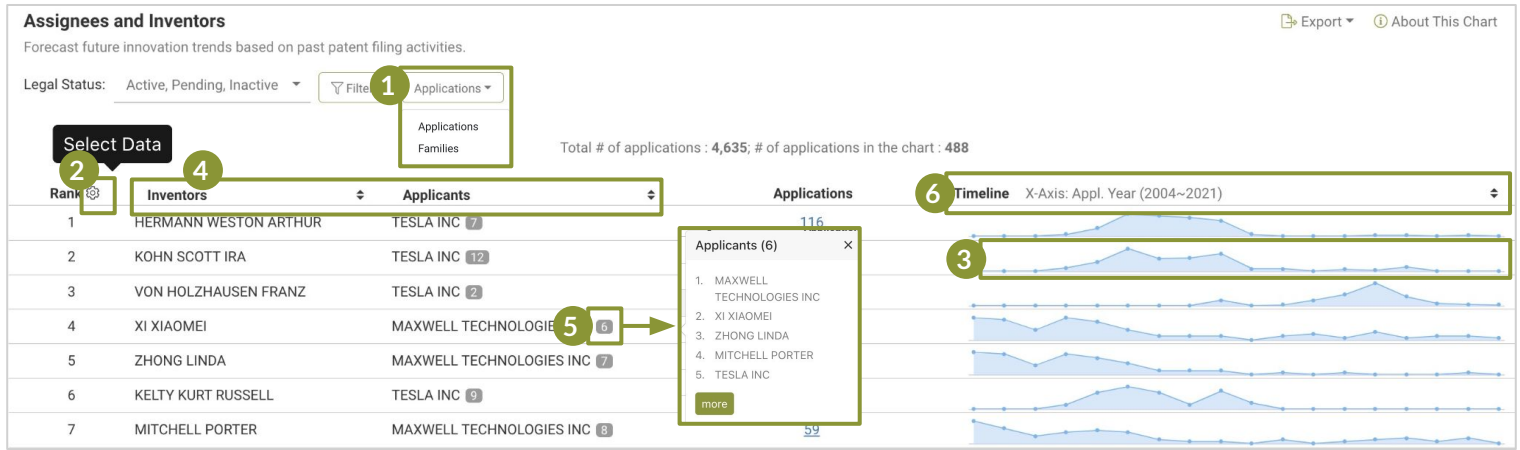 Assignees and Inventors
Export
About This Chart
Forecast future innovation trends based on past patent filing activities.
Legal Status: Active, Pending, Inactive
1 Applications
Applications
Families
Select Data
Total # of applications : 4,635; # of applications in the chart : 488
2
4
Rank Inventors Applicants Applications
6 Timeline X-Axis: Appl. Year (2004~2021)
1 HERMANN WESTON ARTHUR TESLA INC 7 116
2 KOHN SCOTT IRA TESLA INC 12
3
3 VON HOLZHAUSEN FRANZ TESLA INC 2
4 XI XIAOMEI MAXWELL 6
5
5 ZHONG LINDA MAXWELL TECHNOLOGIES INC 7
6 KELTY KURT RUSSELL TESLA INC 9
7 MITCHELL PORTER MAXWELL TECHNOLOGIES INC 8 59
Applicants (6) ×
1. MAXWELL
TECHNOLOGIES INC
2. XI XIAOMEI
3. ZHONG LINDA
4. MITCHELL PORTER
5. TESLA INC
more